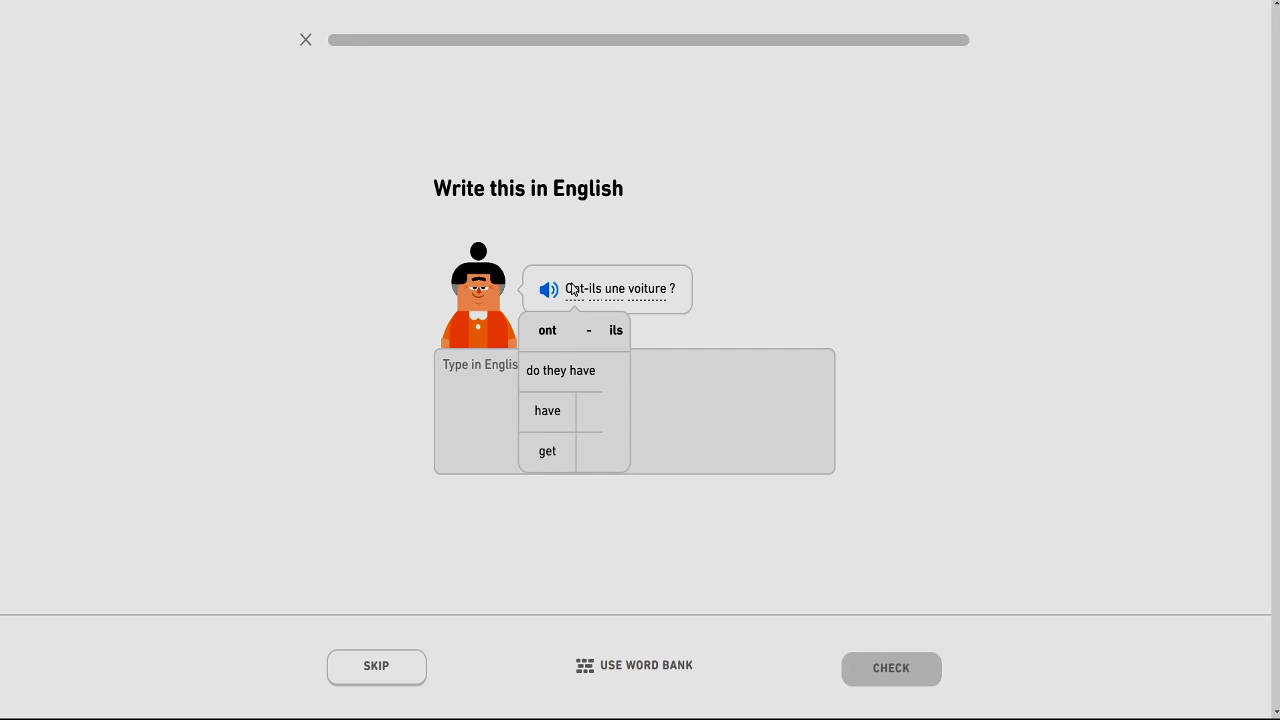 Write this in English
Ont-ils une voiture ?
ont - ils
do they have
have
get
Type in Englis
SKIP
USE WORD BANK
CHECK